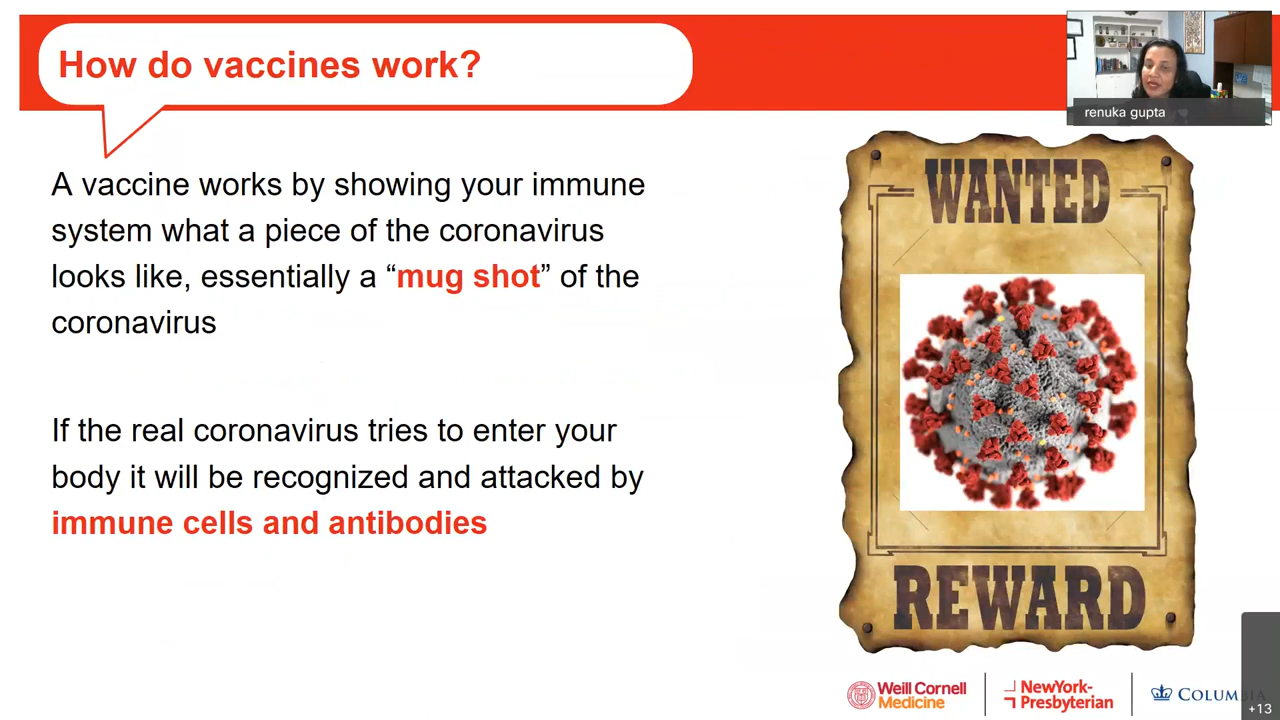 How do vaccines work?
renuka gupta
A vaccine works by showing your immune
system what a piece of the coronavirus
looks like, essentially a “mug shot” of the
coronavirus
If the real coronavirus tries to enter your
body it will be recognized and attacked by
immune cells and antibodies
WANTED
REWARD
Weill Cornell
Medicine
NewYork-
Presbyterian
COLUMBIA
+13